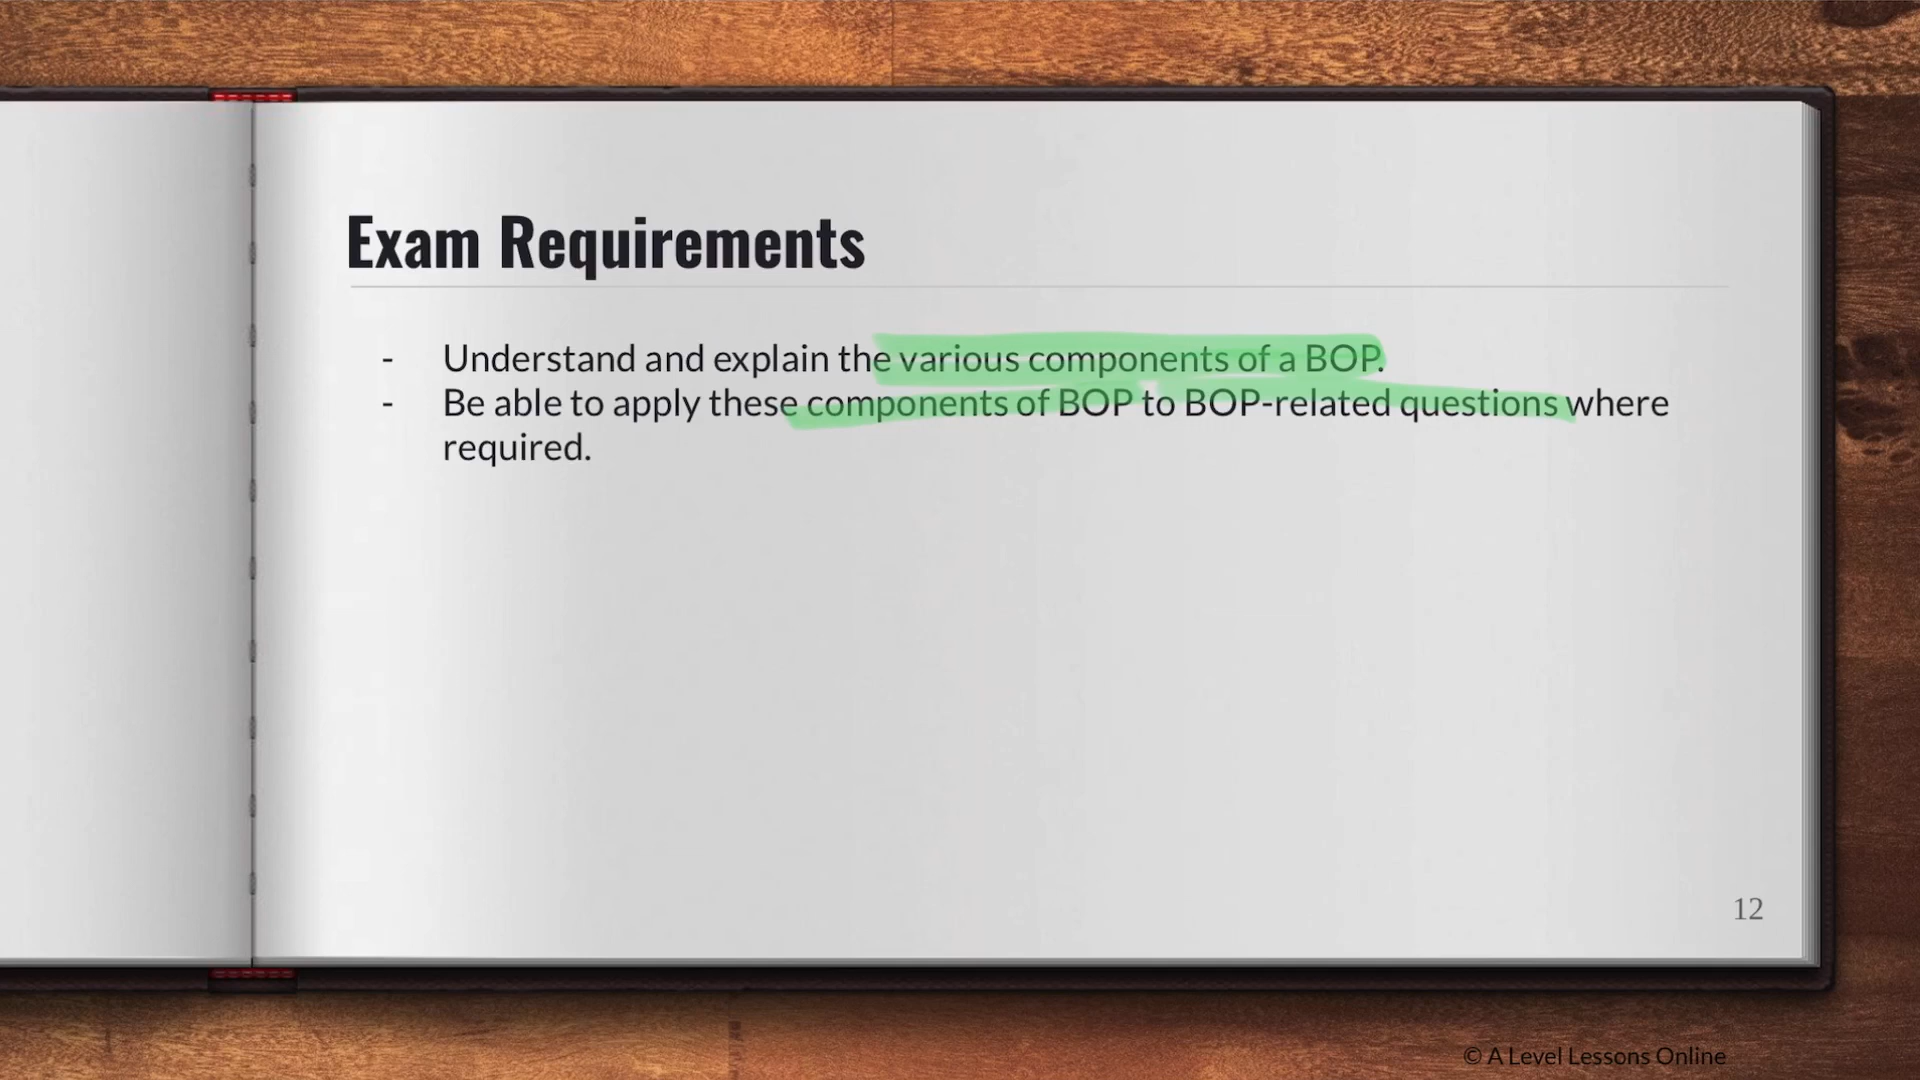 Exam Requirements
- Understand and explain the various components of a BOP.
- Be able to apply these components of BOP to BOP-related questions where
required.
12
© A Level Lessons Online